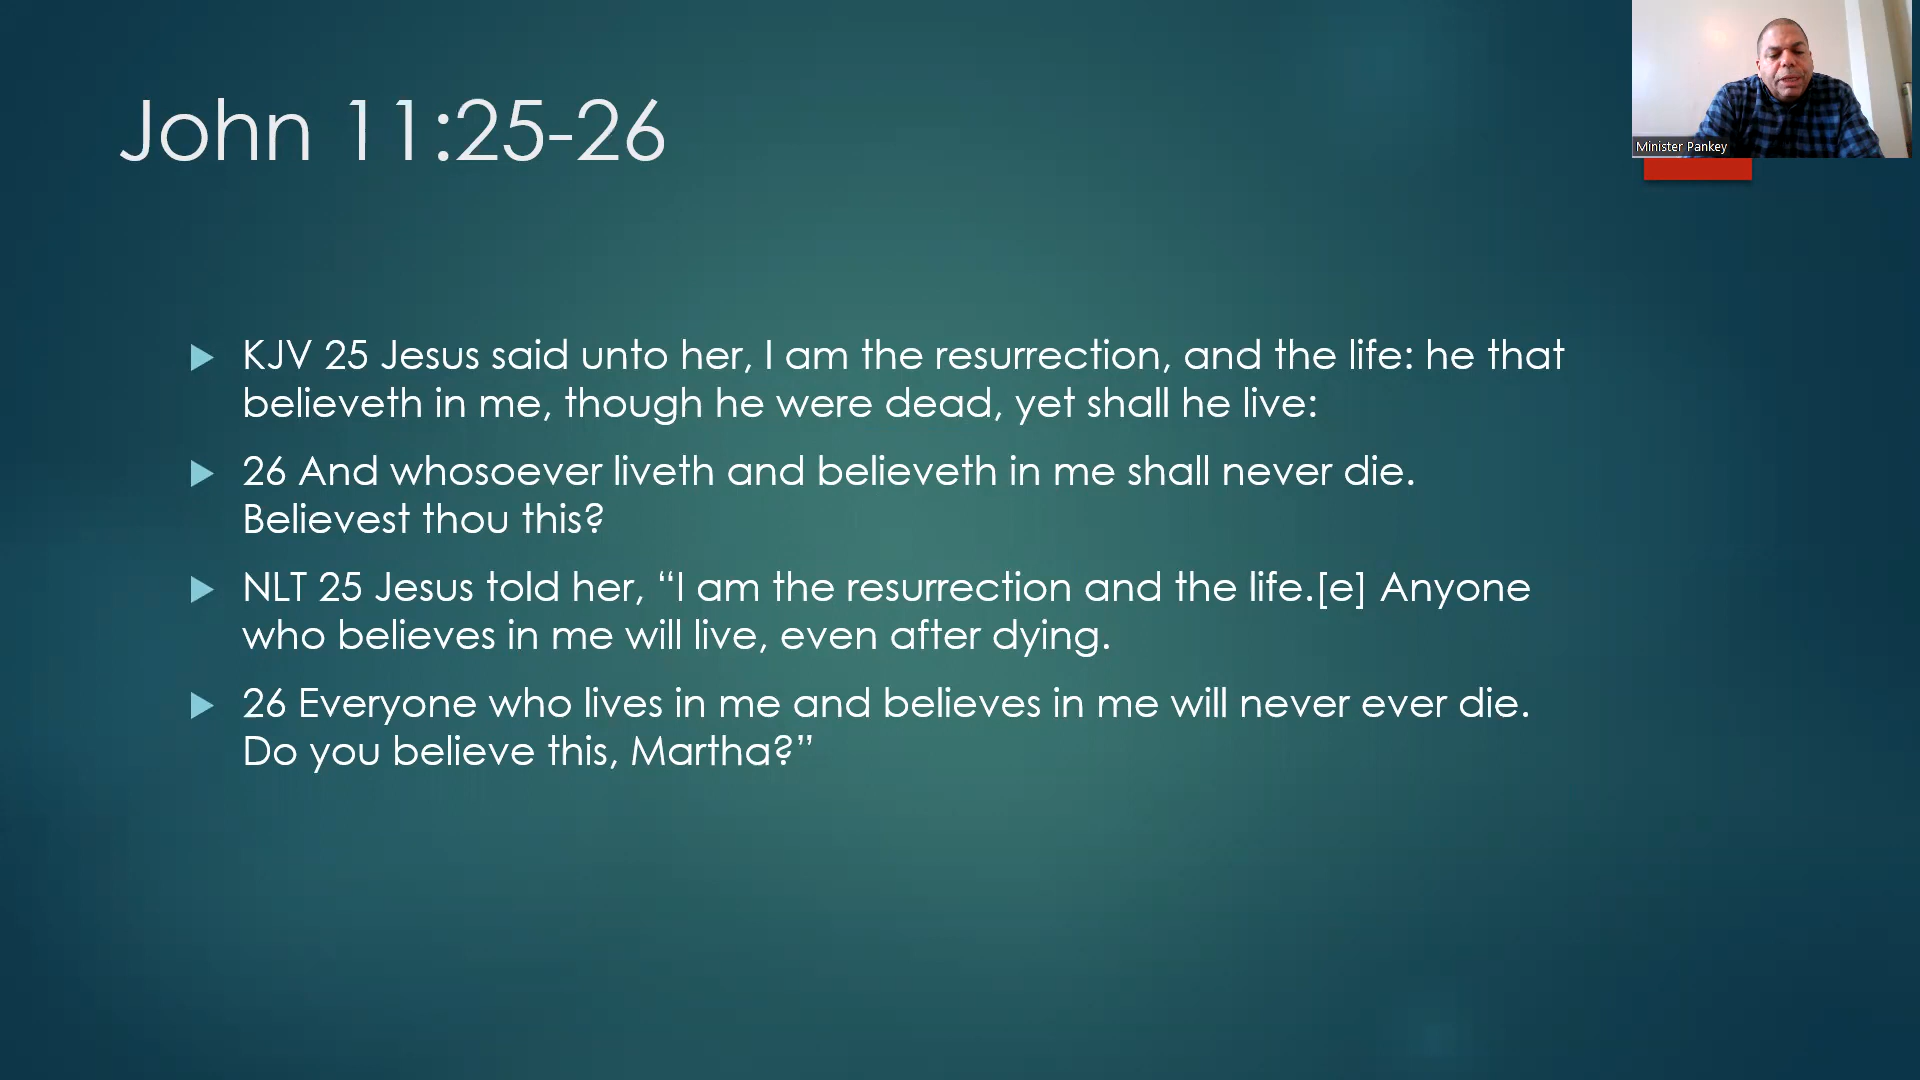 John 11:25-26
Minister Pankey
KJV 25 Jesus said unto her, I am the resurrection, and the life: he that
believeth in me, though he were dead, yet shall he live:
26 And whosoever liveth and believeth in me shall never die.
Believest thou this?
NLT 25 Jesus told her, “I am the resurrection and the life.[e] Anyone
who believes in me will live, even after dying.
26 Everyone who lives in me and believes in me will never ever die.
Do you believe this, Martha?”